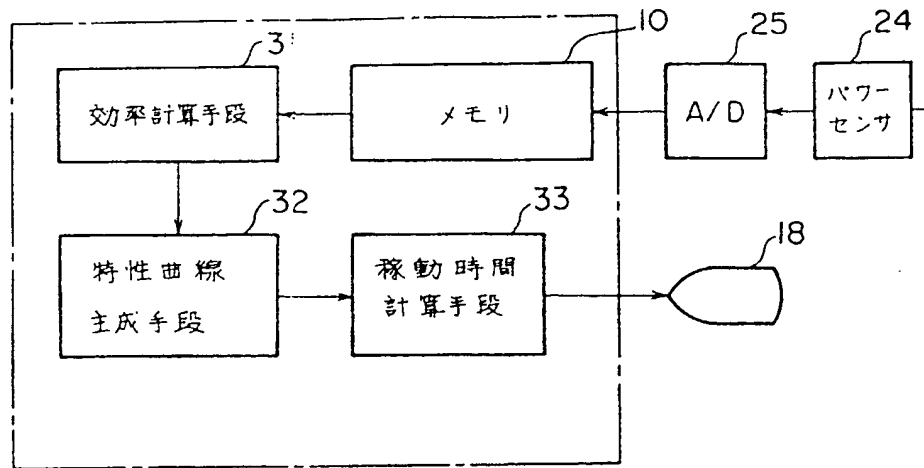 3
10
25
24
効率計算手段
メモリ
A/D
パワー
センサ
32
33
18
特性曲線
主成手段
稼動時間
計算手段